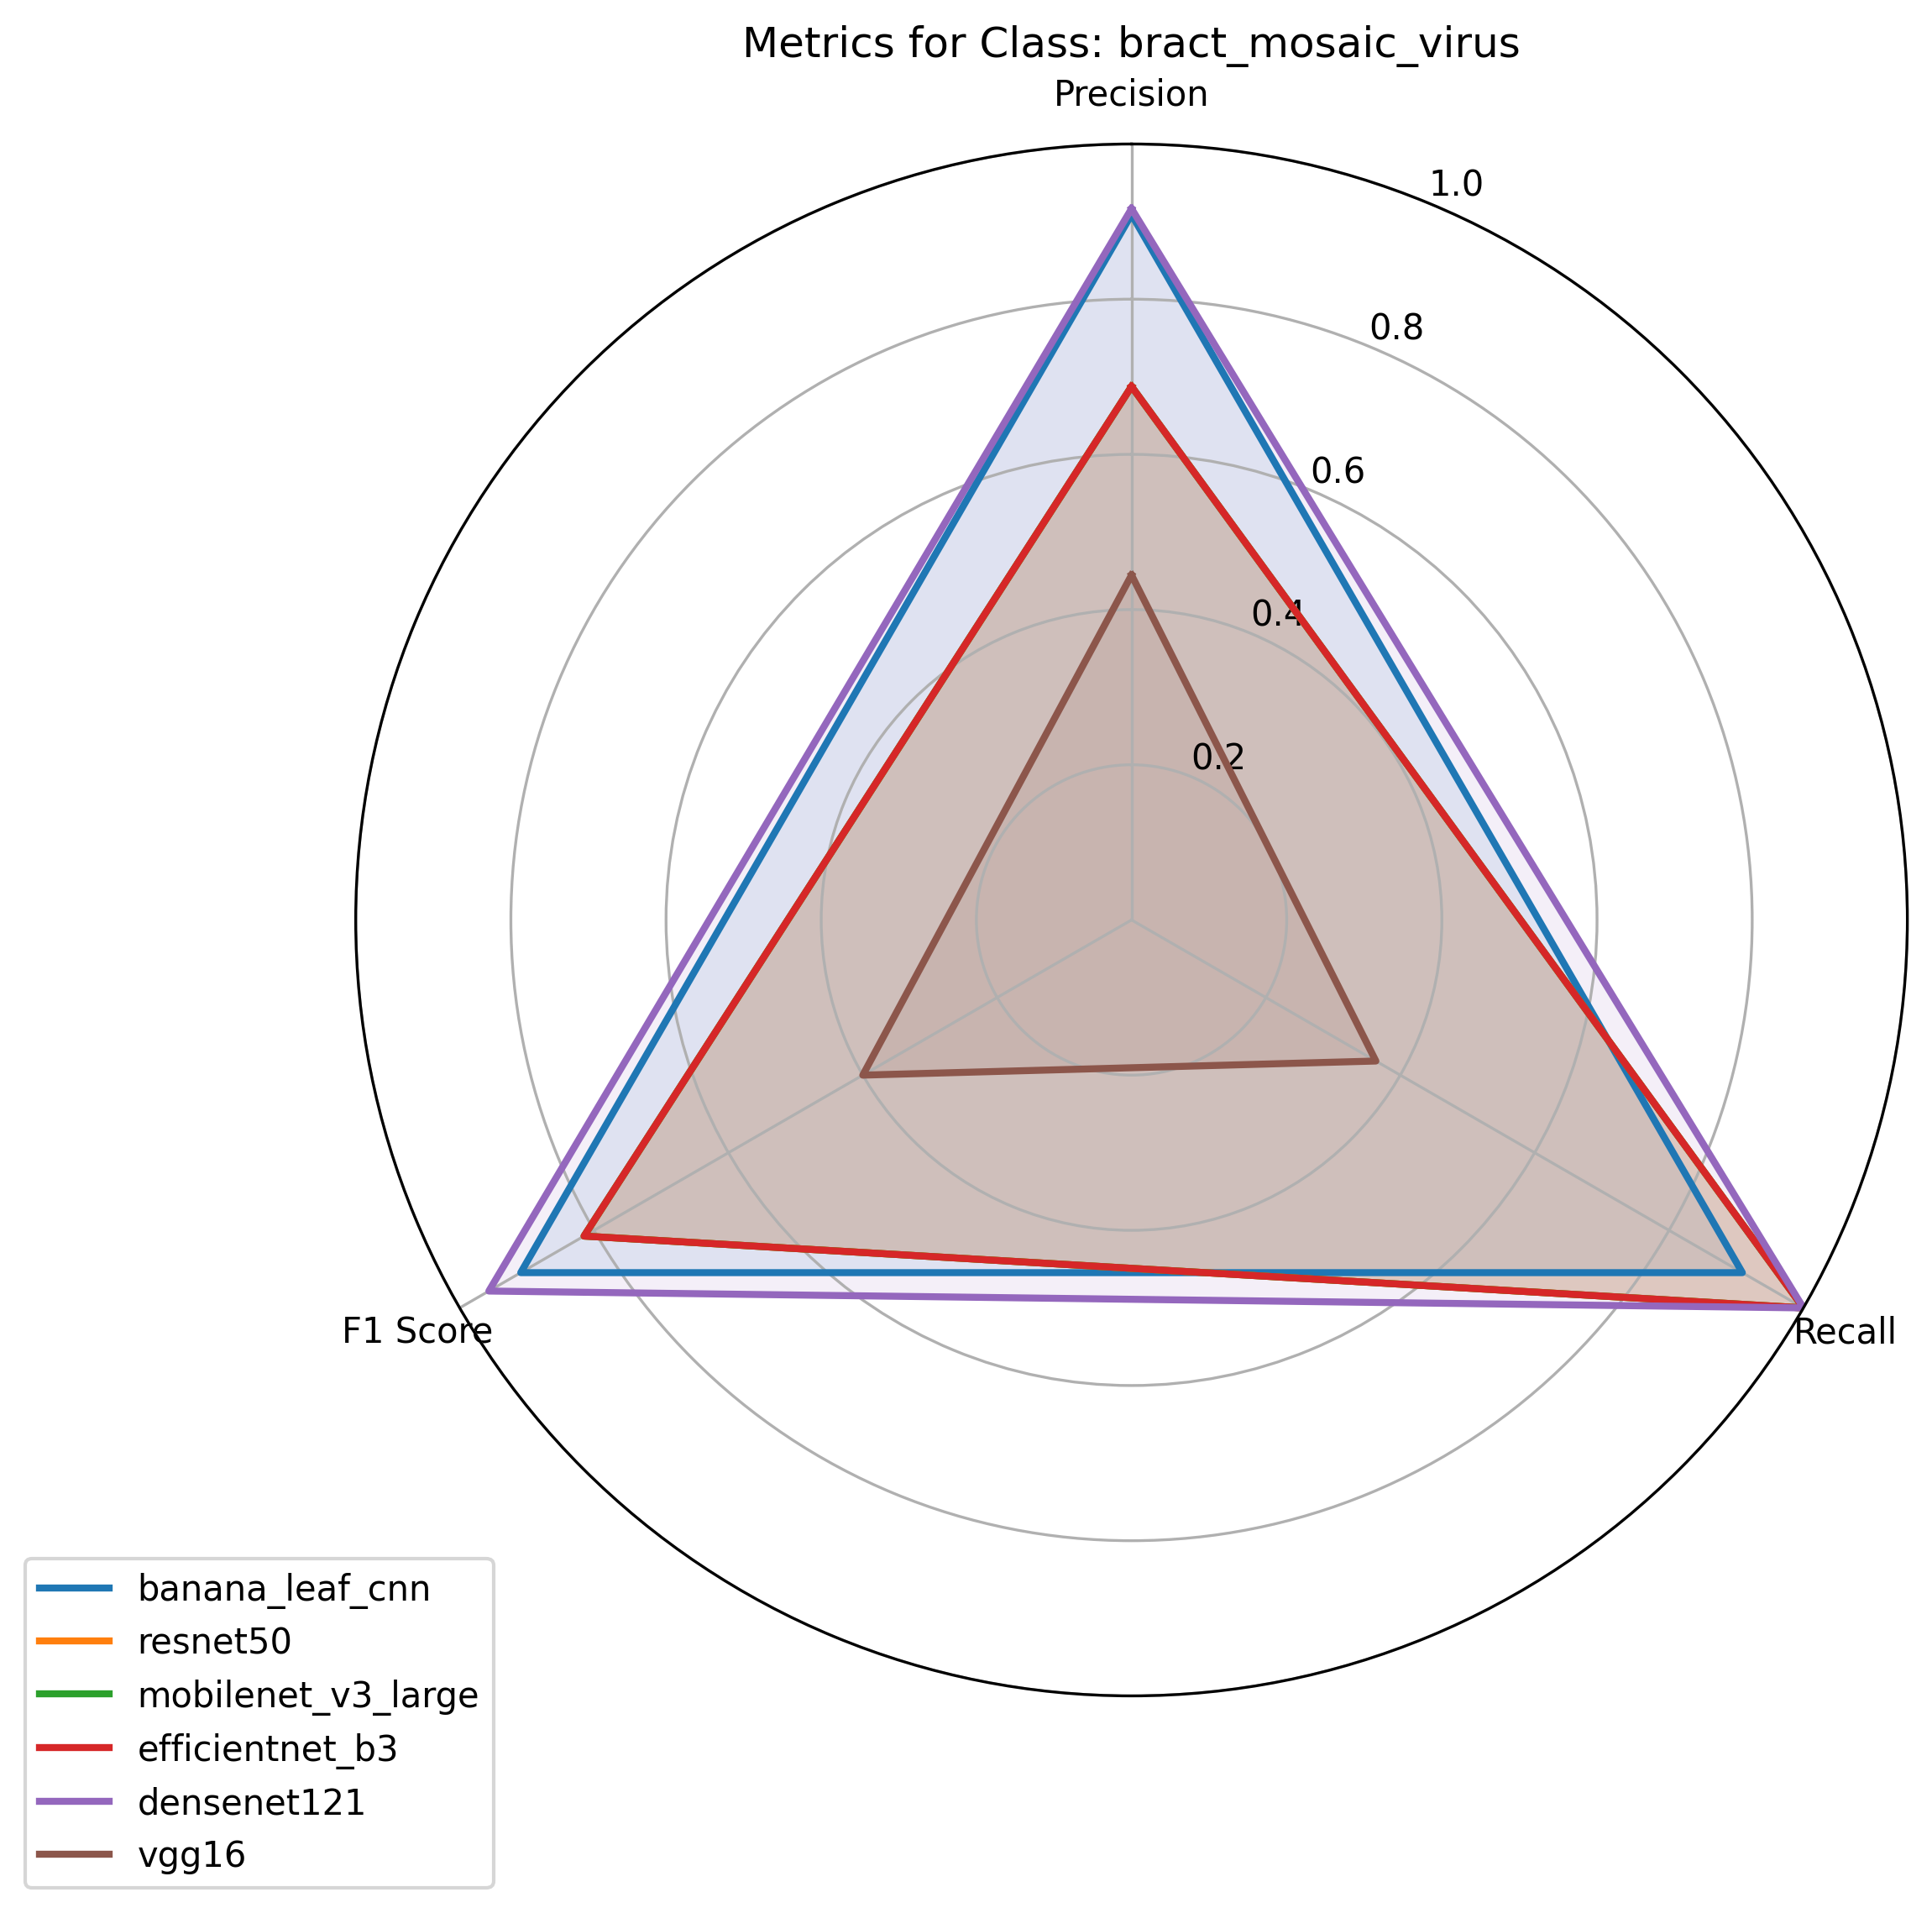 Metrics for Class: bract_mosaic_virus
Precision
1.0
0.8
0.6
0.4
0.2
F1 Score
Recall
banana_leaf_cnn
resnet50
mobilenet_v3_large
efficientnet_b3
densenet121
vgg16